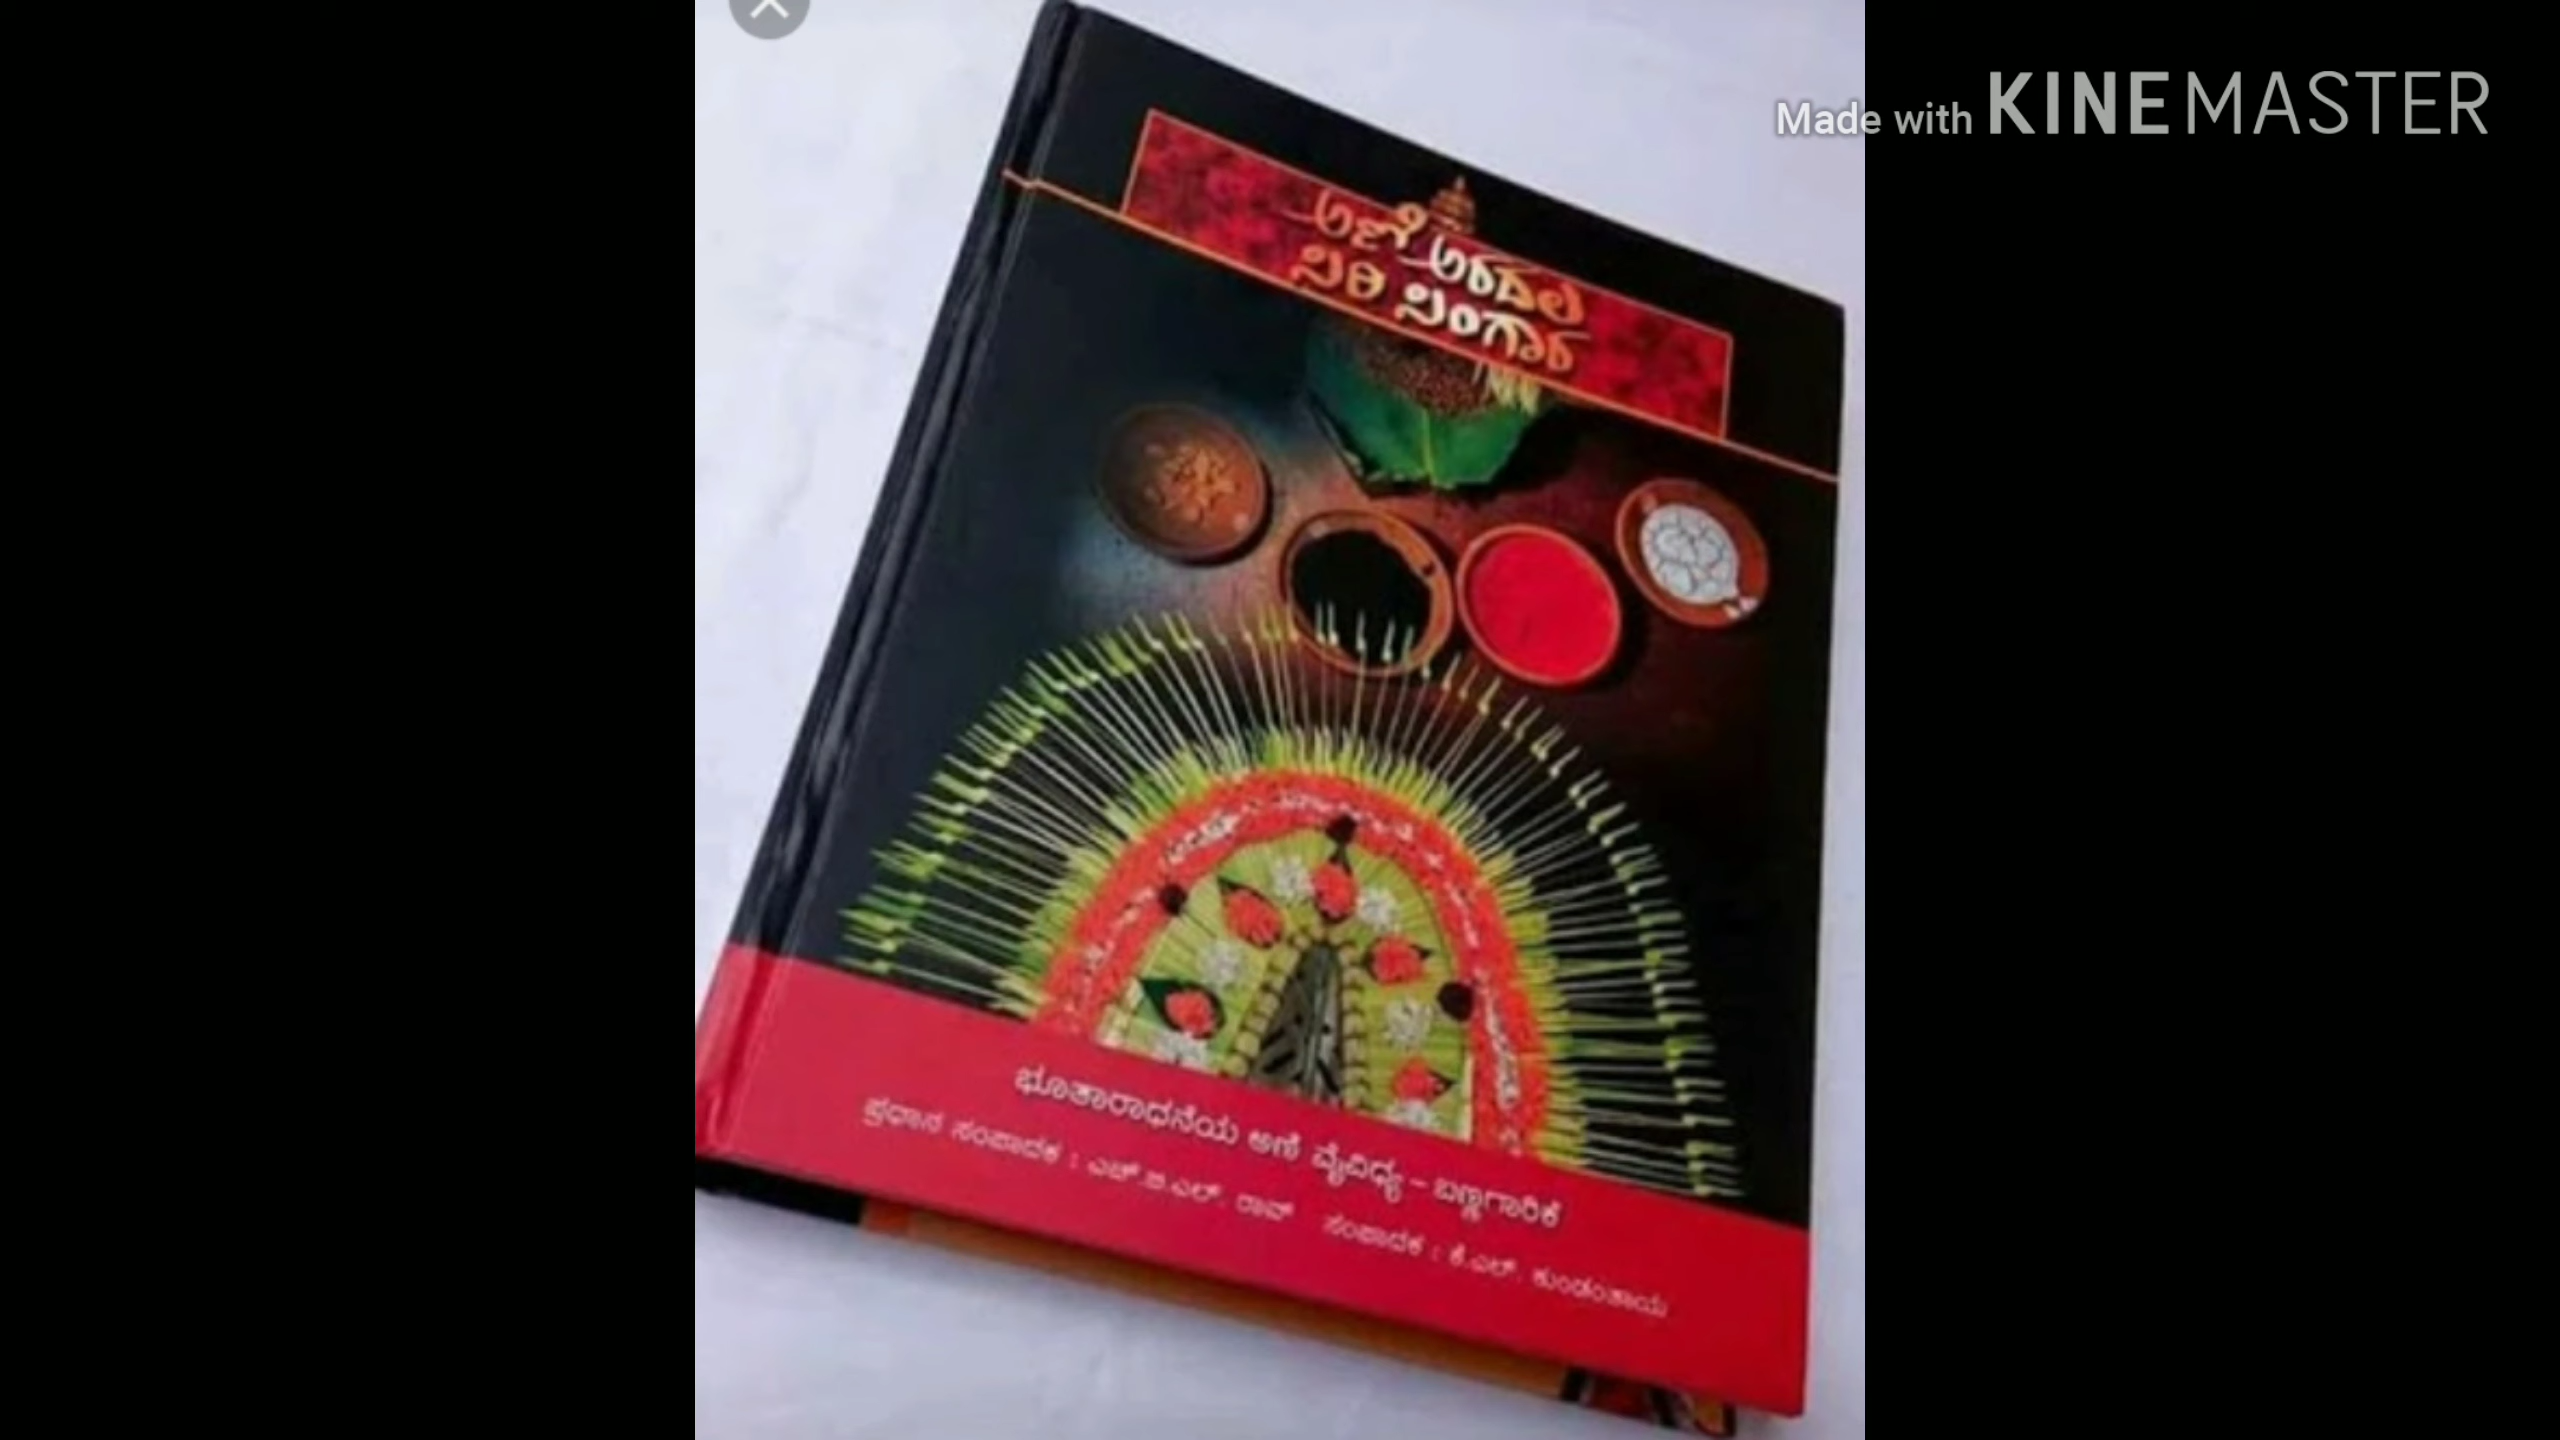 Made with KINEMASTER
ಅಣಿ ಅರದಲ
ಸಿರಿ ಸಿಂಗಾರ
ಭೂತಾರಾಧನೆಯ ಅಣಿ ವೈವಿಧ್ಯ – ಬಣ್ಣಗಾರಿಕೆ
ಪ್ರಧಾನ ಸಂಪಾದಕ : ಎಚ್.ಬಿ.ಎಲ್. ರಾವ್ ಸಂಪಾದಕ : ಕೆ.ಎಲ್. ಕುಂಡಂತಾಯ